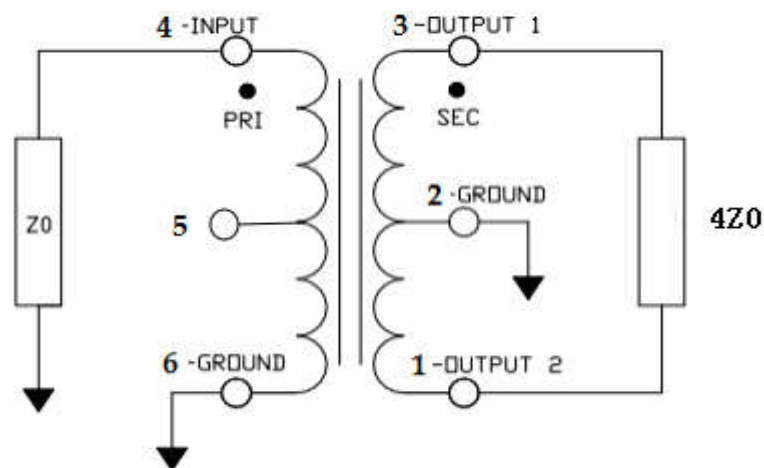 4 -INPUT
3 -OUTPUT 1
PRI
SEC
Z0
5
2 -GROUND
4Z0
6 -GROUND
1 -OUTPUT 2